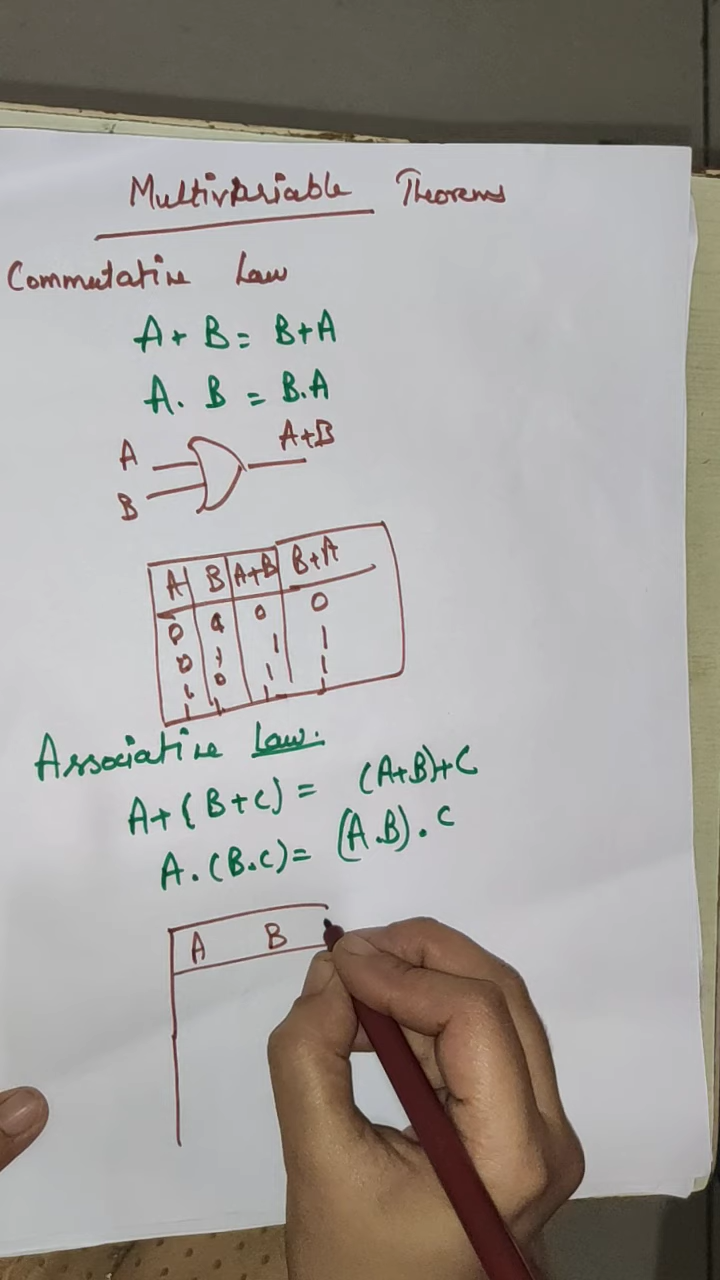 Multivariable Theorems
Commutative Law
A + B = B + A
A . B = B . A
A
A+B
B
A B A+B B+A
0 0 0 0
0 1 1 1
1 0 1 1
1 1 1 1
Associative Law.
A+(B+C) = (A+B)+C
A.(B.C) = (A.B).C
A B